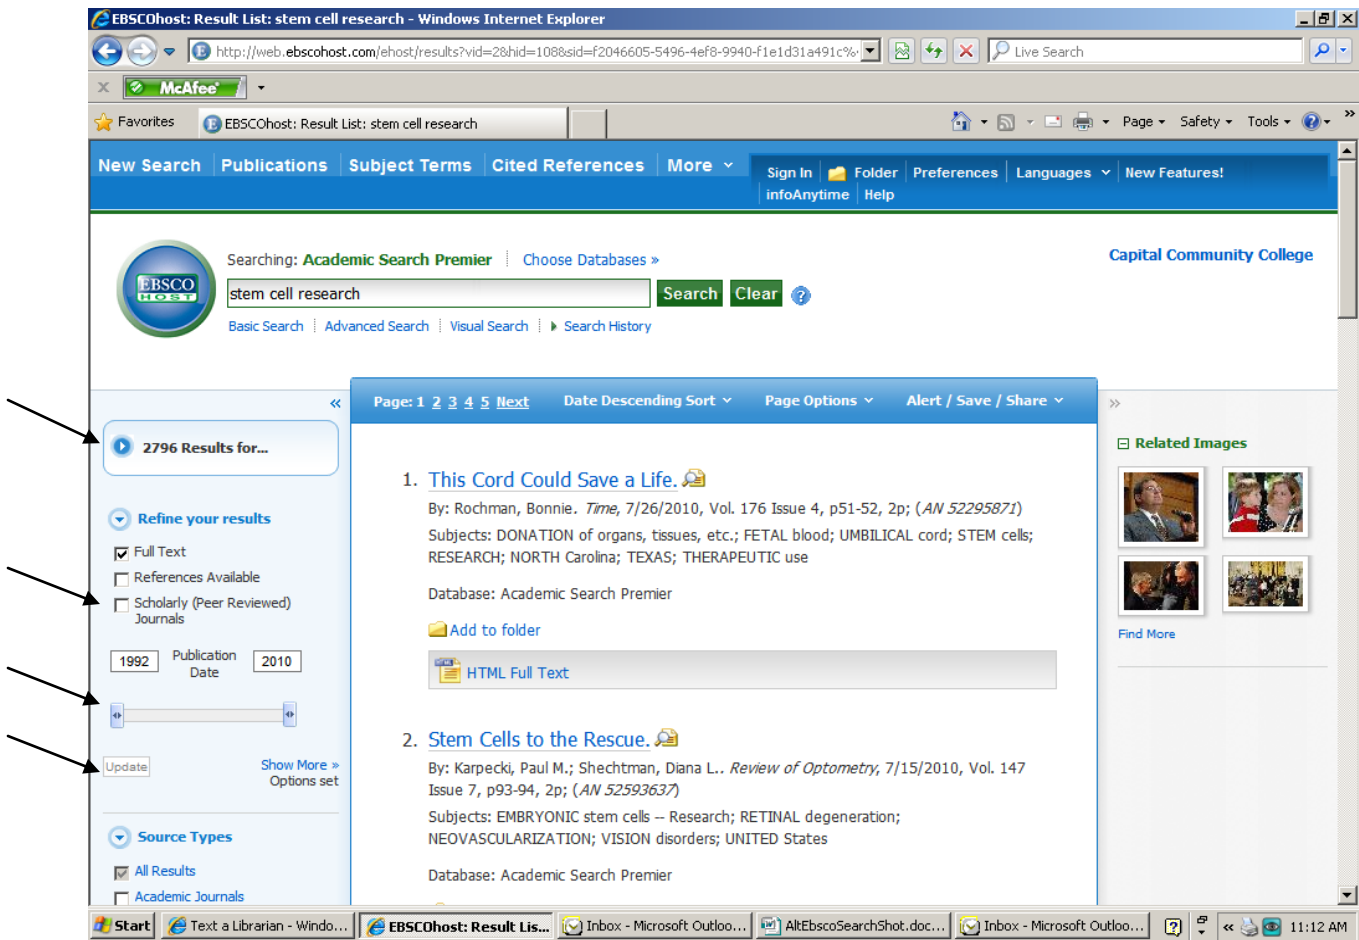 EBSCOhost: Result List: stem cell research - Windows Internet Explorer
http://web.ebscohost.com/ehost/results?vid=2&hid=108&sid=f2046605-5496-4ef8-9940-f1e1d31a491c%
Live Search
McAfee
Favorites
EBSCOhost: Result List: stem cell research
Page Safety Tools
New Search Publications Subject Terms Cited References More
Sign In Folder Preferences Languages New Features!
infoAnytime Help
EBSCO
HOST
Searching: Academic Search Premier Choose Databases »
Capital Community College
stem cell research Search Clear ?
Basic Search Advanced Search Visual Search Search History
«
2796 Results for...
Refine your results
Full Text
References Available
Scholarly (Peer Reviewed)
Journals
1992 Publication 2010
Date
Update Show More »
Options set
Source Types
All Results
Academic Journals
Page: 1 2 3 4 5 Next Date Descending Sort Page Options Alert / Save / Share
1. This Cord Could Save a Life.
By: Rochman, Bonnie. Time, 7/26/2010, Vol. 176 Issue 4, p51-52, 2p; (AN 52295871)
Subjects: DONATION of organs, tissues, etc.; FETAL blood; UMBILICAL cord; STEM cells;
RESEARCH; NORTH Carolina; TEXAS; THERAPEUTIC use
Database: Academic Search Premier
Add to folder
HTML Full Text
2. Stem Cells to the Rescue.
By: Karpecki, Paul M.; Shechtman, Diana L.. Review of Optometry, 7/15/2010, Vol. 147
Issue 7, p93-94, 2p; (AN 52593637)
Subjects: EMBRYONIC stem cells -- Research; RETINAL degeneration;
NEOVASCULARIZATION; VISION disorders; UNITED States
Database: Academic Search Premier
»
Related Images
Find More
Start Text a Librarian - Windo... EBSCOhost: Result Lis... Inbox - Microsoft Outloo... AltEbscoSearchShot.doc... Inbox - Microsoft Outloo... « 11:12 AM